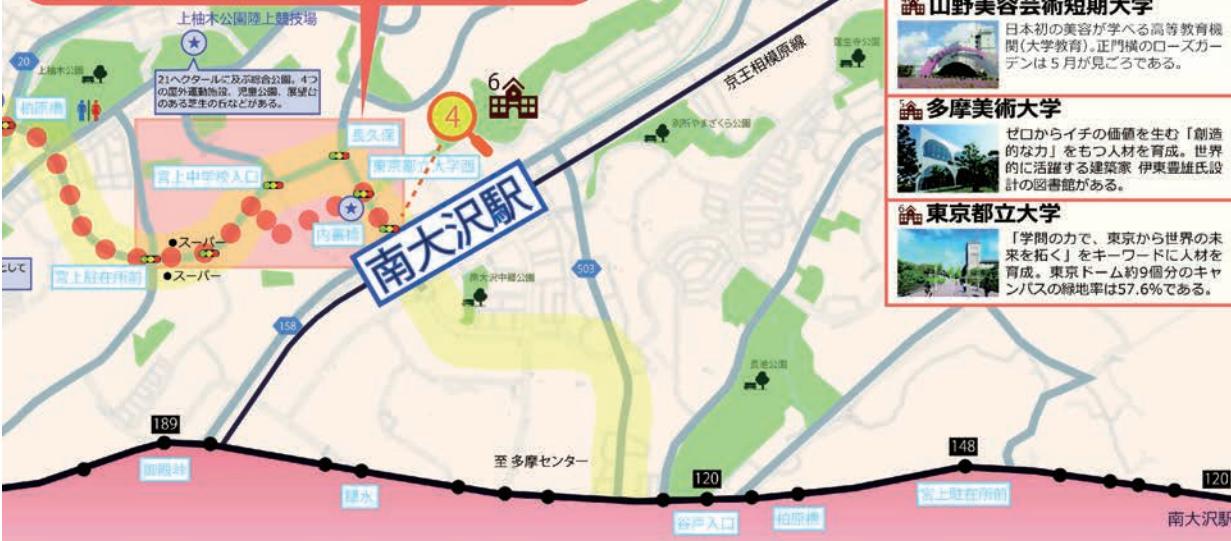 山野美容芸術短期大学
日本初の美容が学べる高等教育機
関(大学教育)。正門横のローズガー
デンは5月が見ごろである。
5
多摩美術大学
ゼロからイチの価値を生む「創造
的な力」をもつ人材を育成。世界
的に活躍する建築家 伊東豊雄氏設
計の図書館がある。
6
東京都立大学
「学問の力で、東京から世界の未
来を拓く」をキーワードに人材を
育成。東京ドーム約9個分のキャ
ンパスの緑地率は57.6%である。
上柚木公園陸上競技場
20
上柚木公園
21ヘクタールに及ぶ総合公園。4つ
の屋外運動施設、児童公園、展望台
のある芝生の丘などがある。
柏原橋
長久保
4
6
東京都立大学西
宮上中学校入口
内裏橋
●スーパー
●スーパー
宮上駐在所前
として
南大沢駅
京王相模原線
蓮生寺公園
別所やまざくら公園
南大沢中郷公園
503
158
長池公園
至 多摩センター
189
御殿峠
鑓水
120
谷戸入口
柏原橋
148
宮上駐在所前
120
南大沢駅